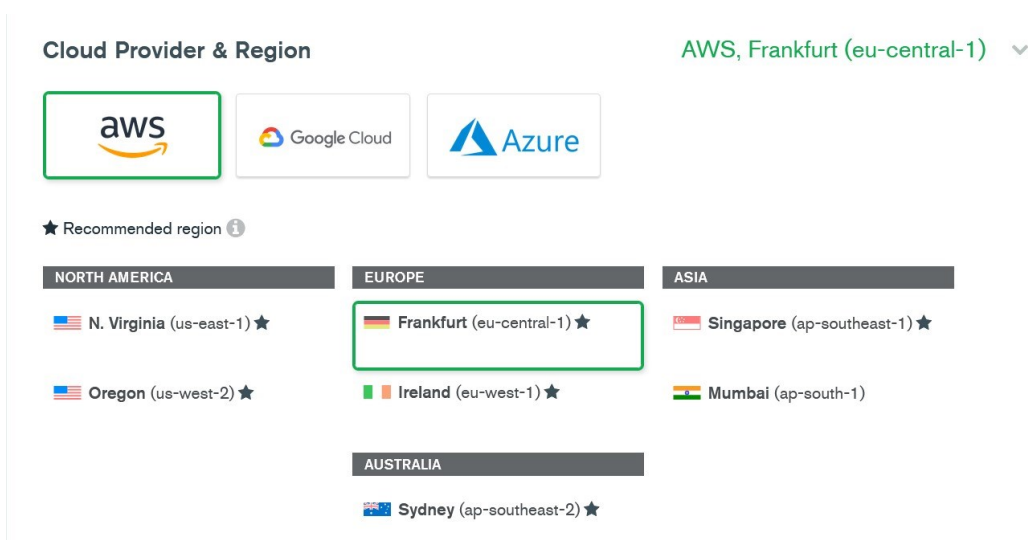 Cloud Provider & Region
AWS, Frankfurt (eu-central-1)
aws
Google Cloud
Azure
★ Recommended region i
NORTH AMERICA
N. Virginia (us-east-1) ★
Oregon (us-west-2) ★
EUROPE
Frankfurt (eu-central-1) ★
Ireland (eu-west-1) ★
ASIA
Singapore (ap-southeast-1) ★
Mumbai (ap-south-1)
AUSTRALIA
Sydney (ap-southeast-2) ★